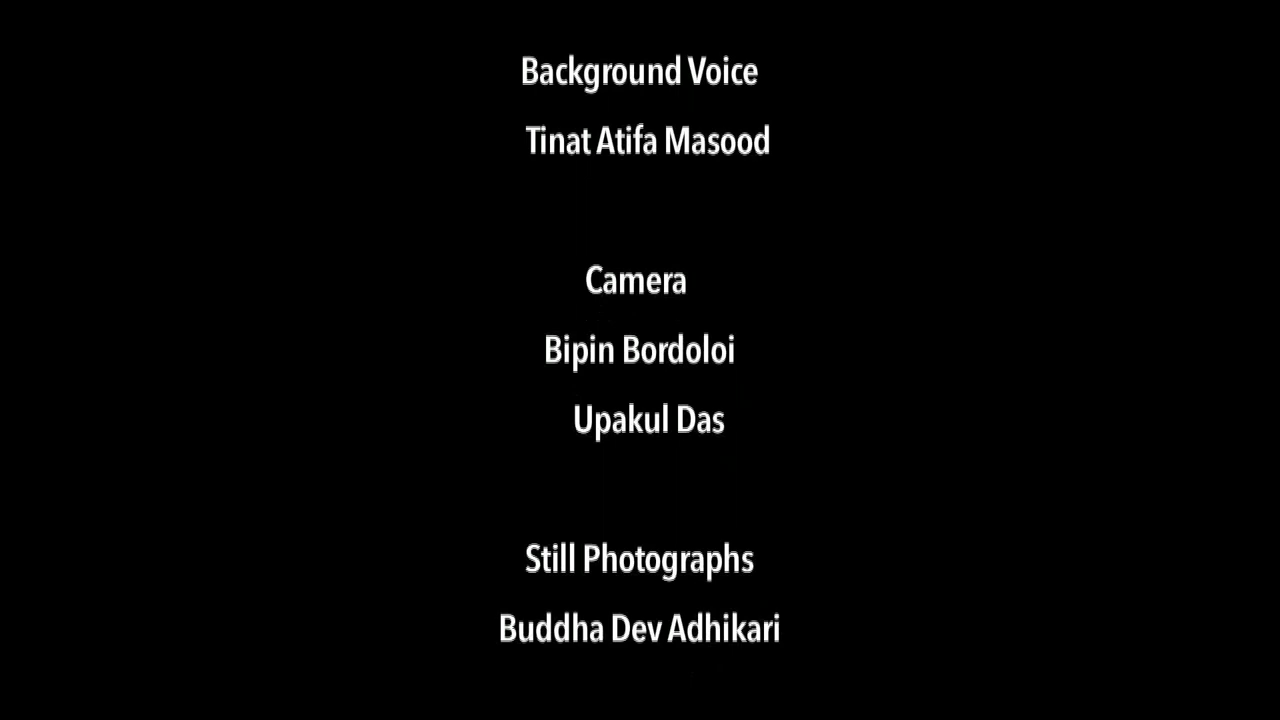 Background Voice
Tinat Atifa Masood
Camera
Bipin Bordoloi
Upakul Das
Still Photographs
Buddha Dev Adhikari